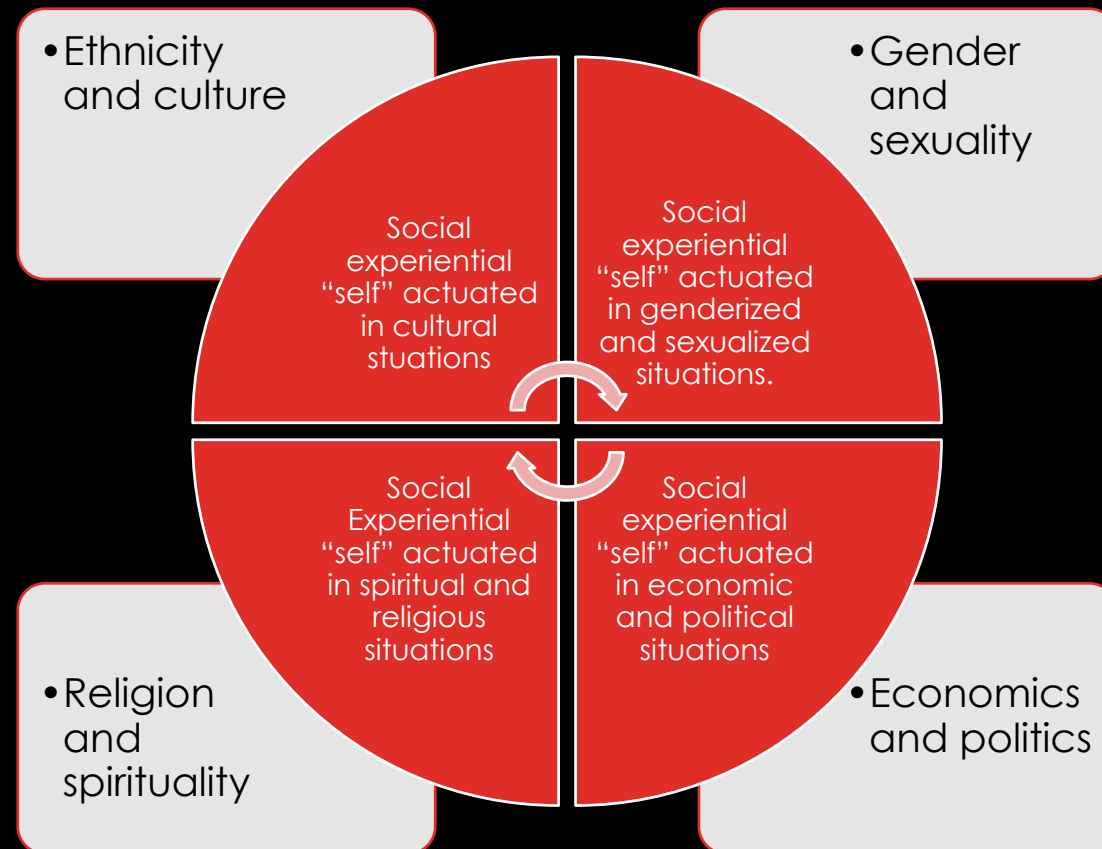 •Ethnicity
and culture
•Gender
and
sexuality
Social
experiential
“self” actuated
in cultural
stuations
Social
experiential
“self” actuated
in genderized
and sexualized
situations.
Social
Experiential
“self” actuated
in spiritual and
religious
situations
Social
experiential
“self” actuated
in economic
and political
situations
•Religion
and
spirituality
•Economics
and politics